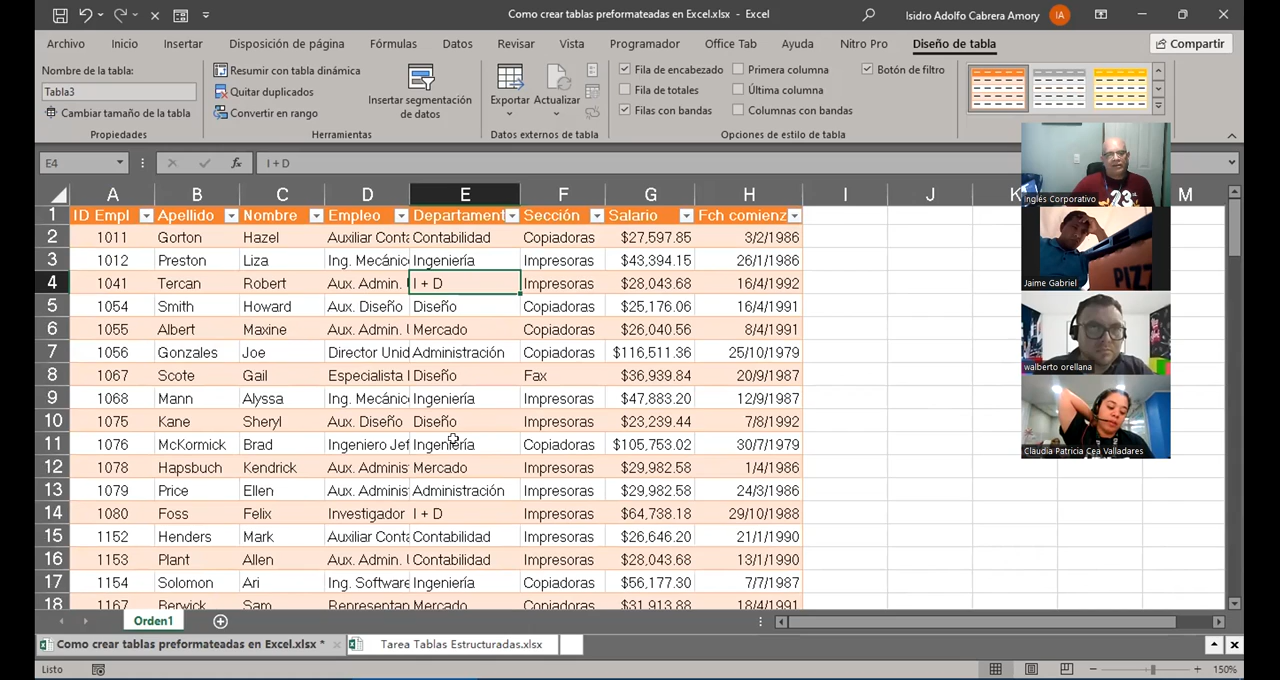 Como crear tablas preformateadas en Excel.xlsx - Excel
Isidro Adolfo Cabrera Amory IA
Archivo Inicio Insertar Disposición de página Fórmulas Datos Revisar Vista Programador Office Tab Ayuda Nitro Pro Diseño de tabla Compartir
Nombre de la tabla:
Tabla3
Cambiar tamaño de la tabla
Propiedades
Resumir con tabla dinámica
Quitar duplicados
Convertir en rango
Insertar segmentación
de datos
Herramientas
Exportar Actualizar
Datos externos de tabla
Fila de encabezado Primera columna Botón de filtro
Fila de totales Última columna
Filas con bandas Columnas con bandas
Opciones de estilo de tabla
E4 fx I + D
A B C D E F G H I J K M
1 ID Empl Apellido Nombre Empleo Departament Sección Salario Fch comienz
2 1011 Gorton Hazel Auxiliar Conta Contabilidad Copiadoras $27,597.85 3/2/1986
3 1012 Preston Liza Ing. Mecánic Ingeniería Impresoras $43,394.15 26/1/1986
4 1041 Tercan Robert Aux. Admin. I + D Impresoras $28,043.68 16/4/1992
5 1054 Smith Howard Aux. Diseño Diseño Copiadoras $25,176.06 16/4/1991
6 1055 Albert Maxine Aux. Admin. U Mercado Impresoras $26,040.56 8/4/1991
7 1056 Gonzales Joe Director Unid Administración Copiadoras $116,511.36 25/10/1979
8 1067 Scote Gail Especialista I Diseño Fax $36,939.84 20/9/1987
9 1068 Mann Alyssa Ing. Mecánic Ingeniería Impresoras $47,883.20 12/9/1987
10 1075 Kane Sheryl Aux. Diseño Diseño Impresoras $23,239.44 7/8/1992
11 1076 McKormick Brad Ingeniero Jef Ingeniería Copiadoras $105,753.02 30/7/1979
12 1078 Hapsbuch Kendrick Aux. Adminis Mercado Impresoras $29,982.58 1/4/1986
13 1079 Price Ellen Aux. Adminis Administración Impresoras $29,982.58 24/3/1986
14 1080 Foss Felix Investigador I + D Impresoras $64,738.18 29/10/1988
15 1152 Henders Mark Auxiliar Conta Contabilidad Copiadoras $26,646.20 21/1/1990
16 1153 Plant Allen Aux. Admin. U Contabilidad Impresoras $28,043.68 13/1/1990
17 1154 Solomon Ari Ing. Software Ingeniería Copiadoras $56,177.30 7/7/1987
18 1167 Berwick Sam Representan Mercado Copiadoras $31,913.88 18/4/1991
Inglés Corporativo
23
Jaime Gabriel
PIZZ
walberto orellana
Claudia Patricia Cea Valladares
Orden1
Como crear tablas preformateadas en Excel.xlsx *
Tarea Tablas Estructuradas.xlsx
Listo
150%